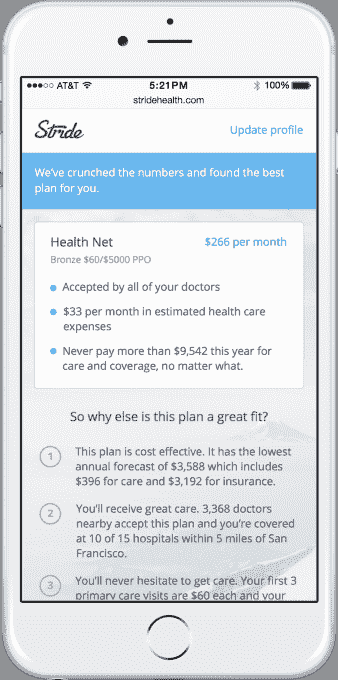 AT&T 5:21PM 100%
stridehealth.com
Stride Update profile
We've crunched the numbers and found the best
plan for you.
Health Net $266 per month
Bronze $60/$5000 PPO
Accepted by all of your doctors
$33 per month in estimated health care
expenses
Never pay more than $9,542 this year for
care and coverage, no matter what.
So why else is this plan a great fit?
1 This plan is cost effective. It has the lowest
annual forecast of $3,588 which includes
$396 for care and $3,192 for insurance.
2 You'll receive great care. 3,368 doctors
nearby accept this plan and you're covered
at 10 of 15 hospitals within 5 miles of San
Francisco.
3 You'll never hesitate to get care. Your first 3
primary care visits are $60 each and your